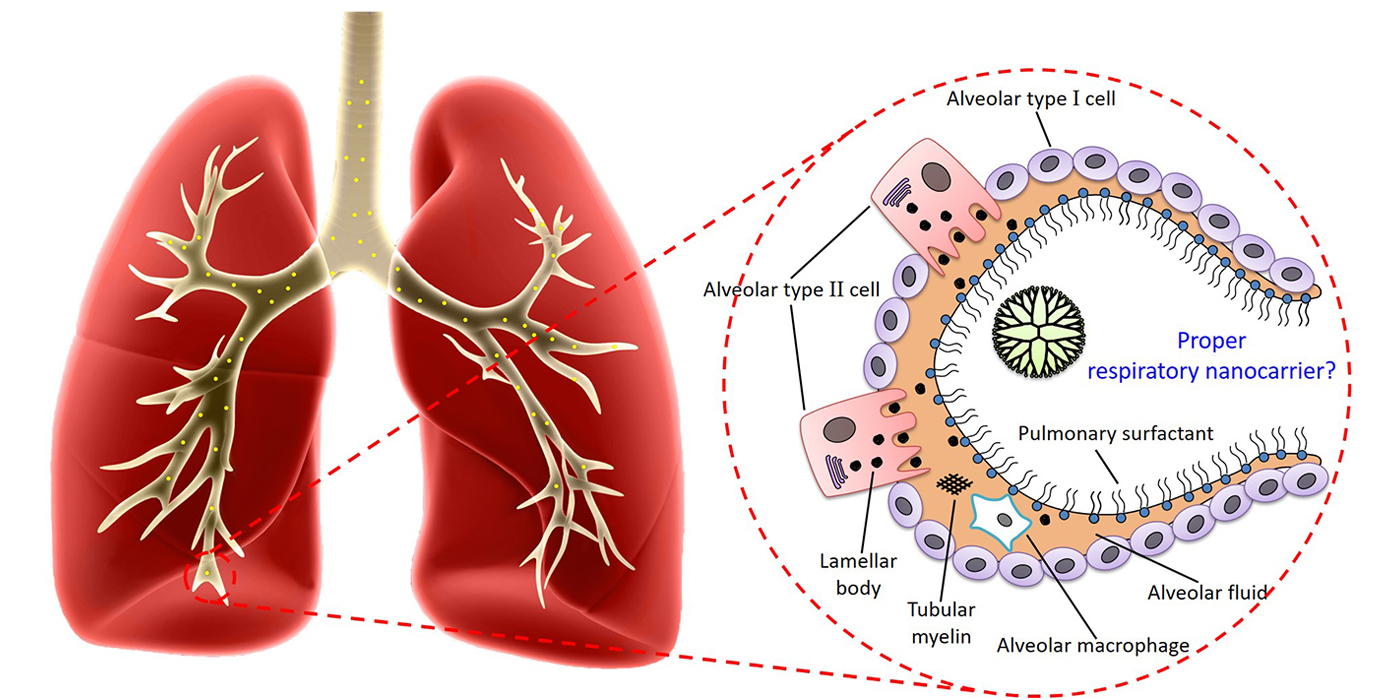 Alveolar type I cell
Alveolar type II cell
Proper
respiratory nanocarrier?
Pulmonary surfactant
Lamellar
body
Tubular
myelin
Alveolar fluid
Alveolar macrophage